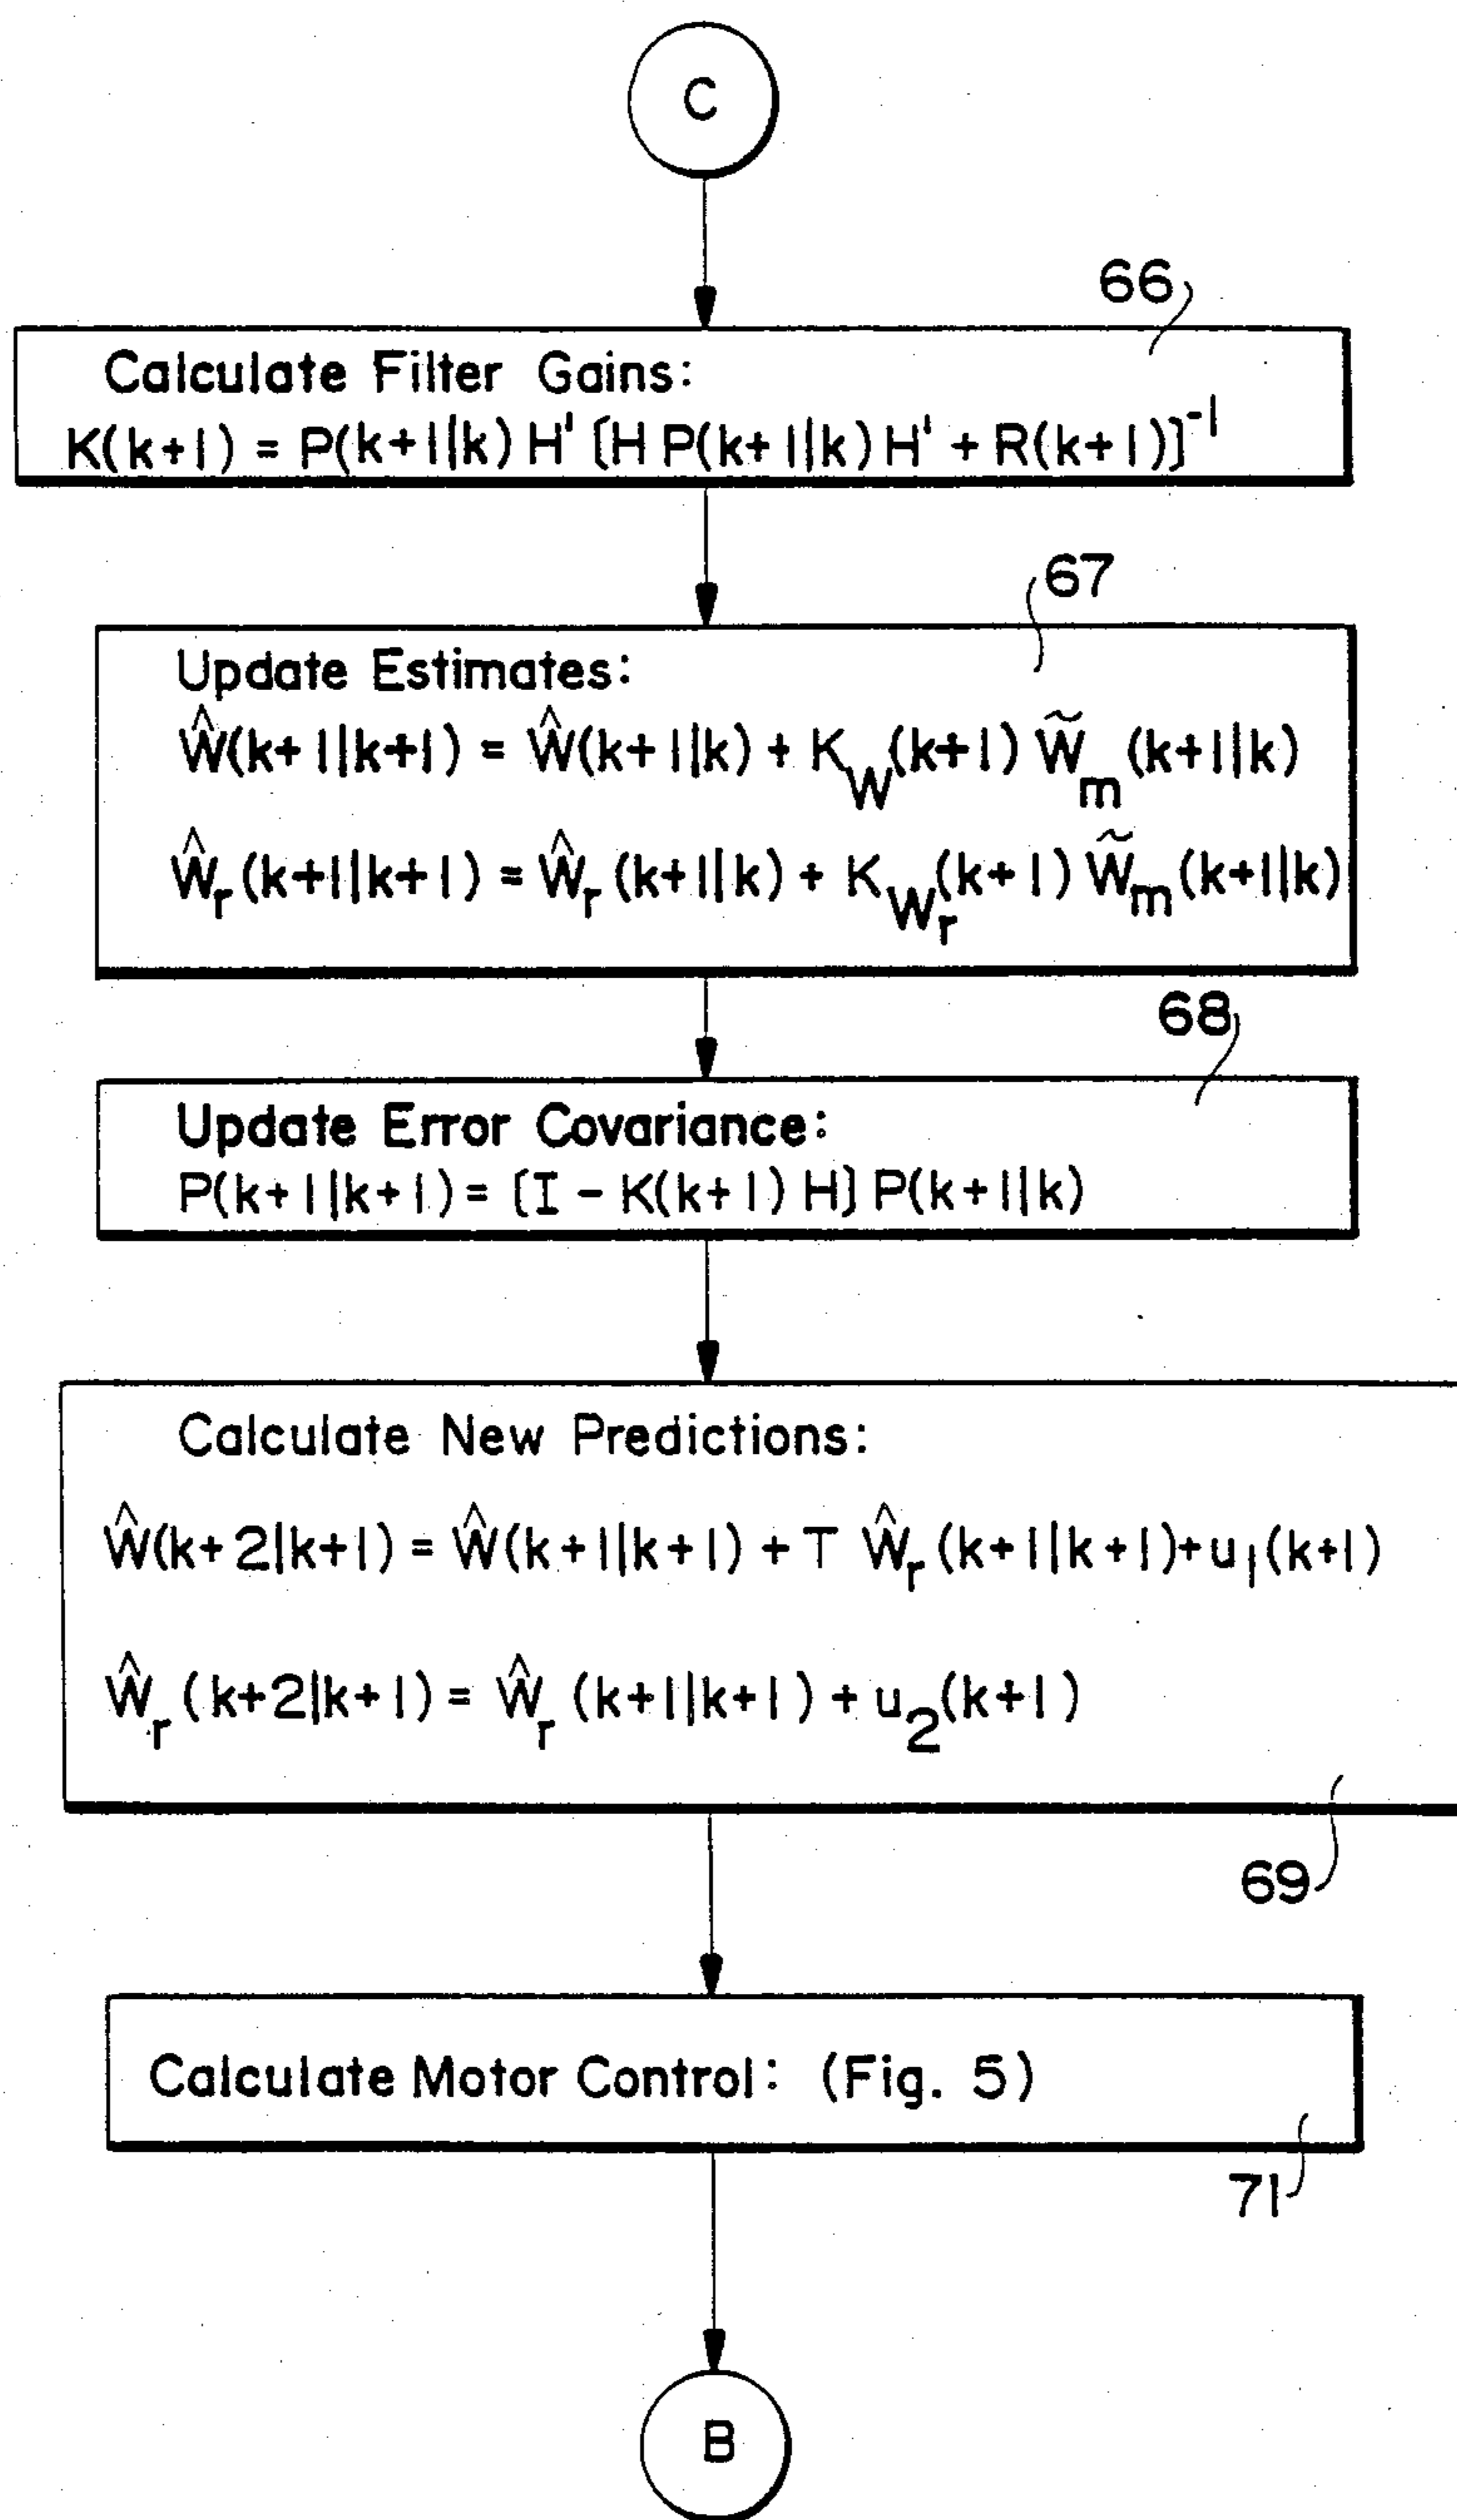 C
66
Calculate Filter Gains:
K(k+1) = P(k+1|k) H' [H P(k+1|k) H' + R(k+1)]⁻¹
67
Update Estimates:
Ŵ(k+1|k+1) = Ŵ(k+1|k) + K_W(k+1) W̃_m (k+1|k)
Ŵ_r (k+1|k+1) = Ŵ_r (k+1|k) + K_W_r(k+1) W̃_m (k+1|k)
68
Update Error Covariance:
P(k+1|k+1) = [I - K(k+1) H] P(k+1|k)
Calculate New Predictions:
Ŵ(k+2|k+1) = Ŵ(k+1|k+1) + T Ŵ_r (k+1|k+1) + u₁(k+1)
Ŵ_r (k+2|k+1) = Ŵ_r (k+1|k+1) + u₂(k+1)
69
Calculate Motor Control: (Fig. 5)
71
B